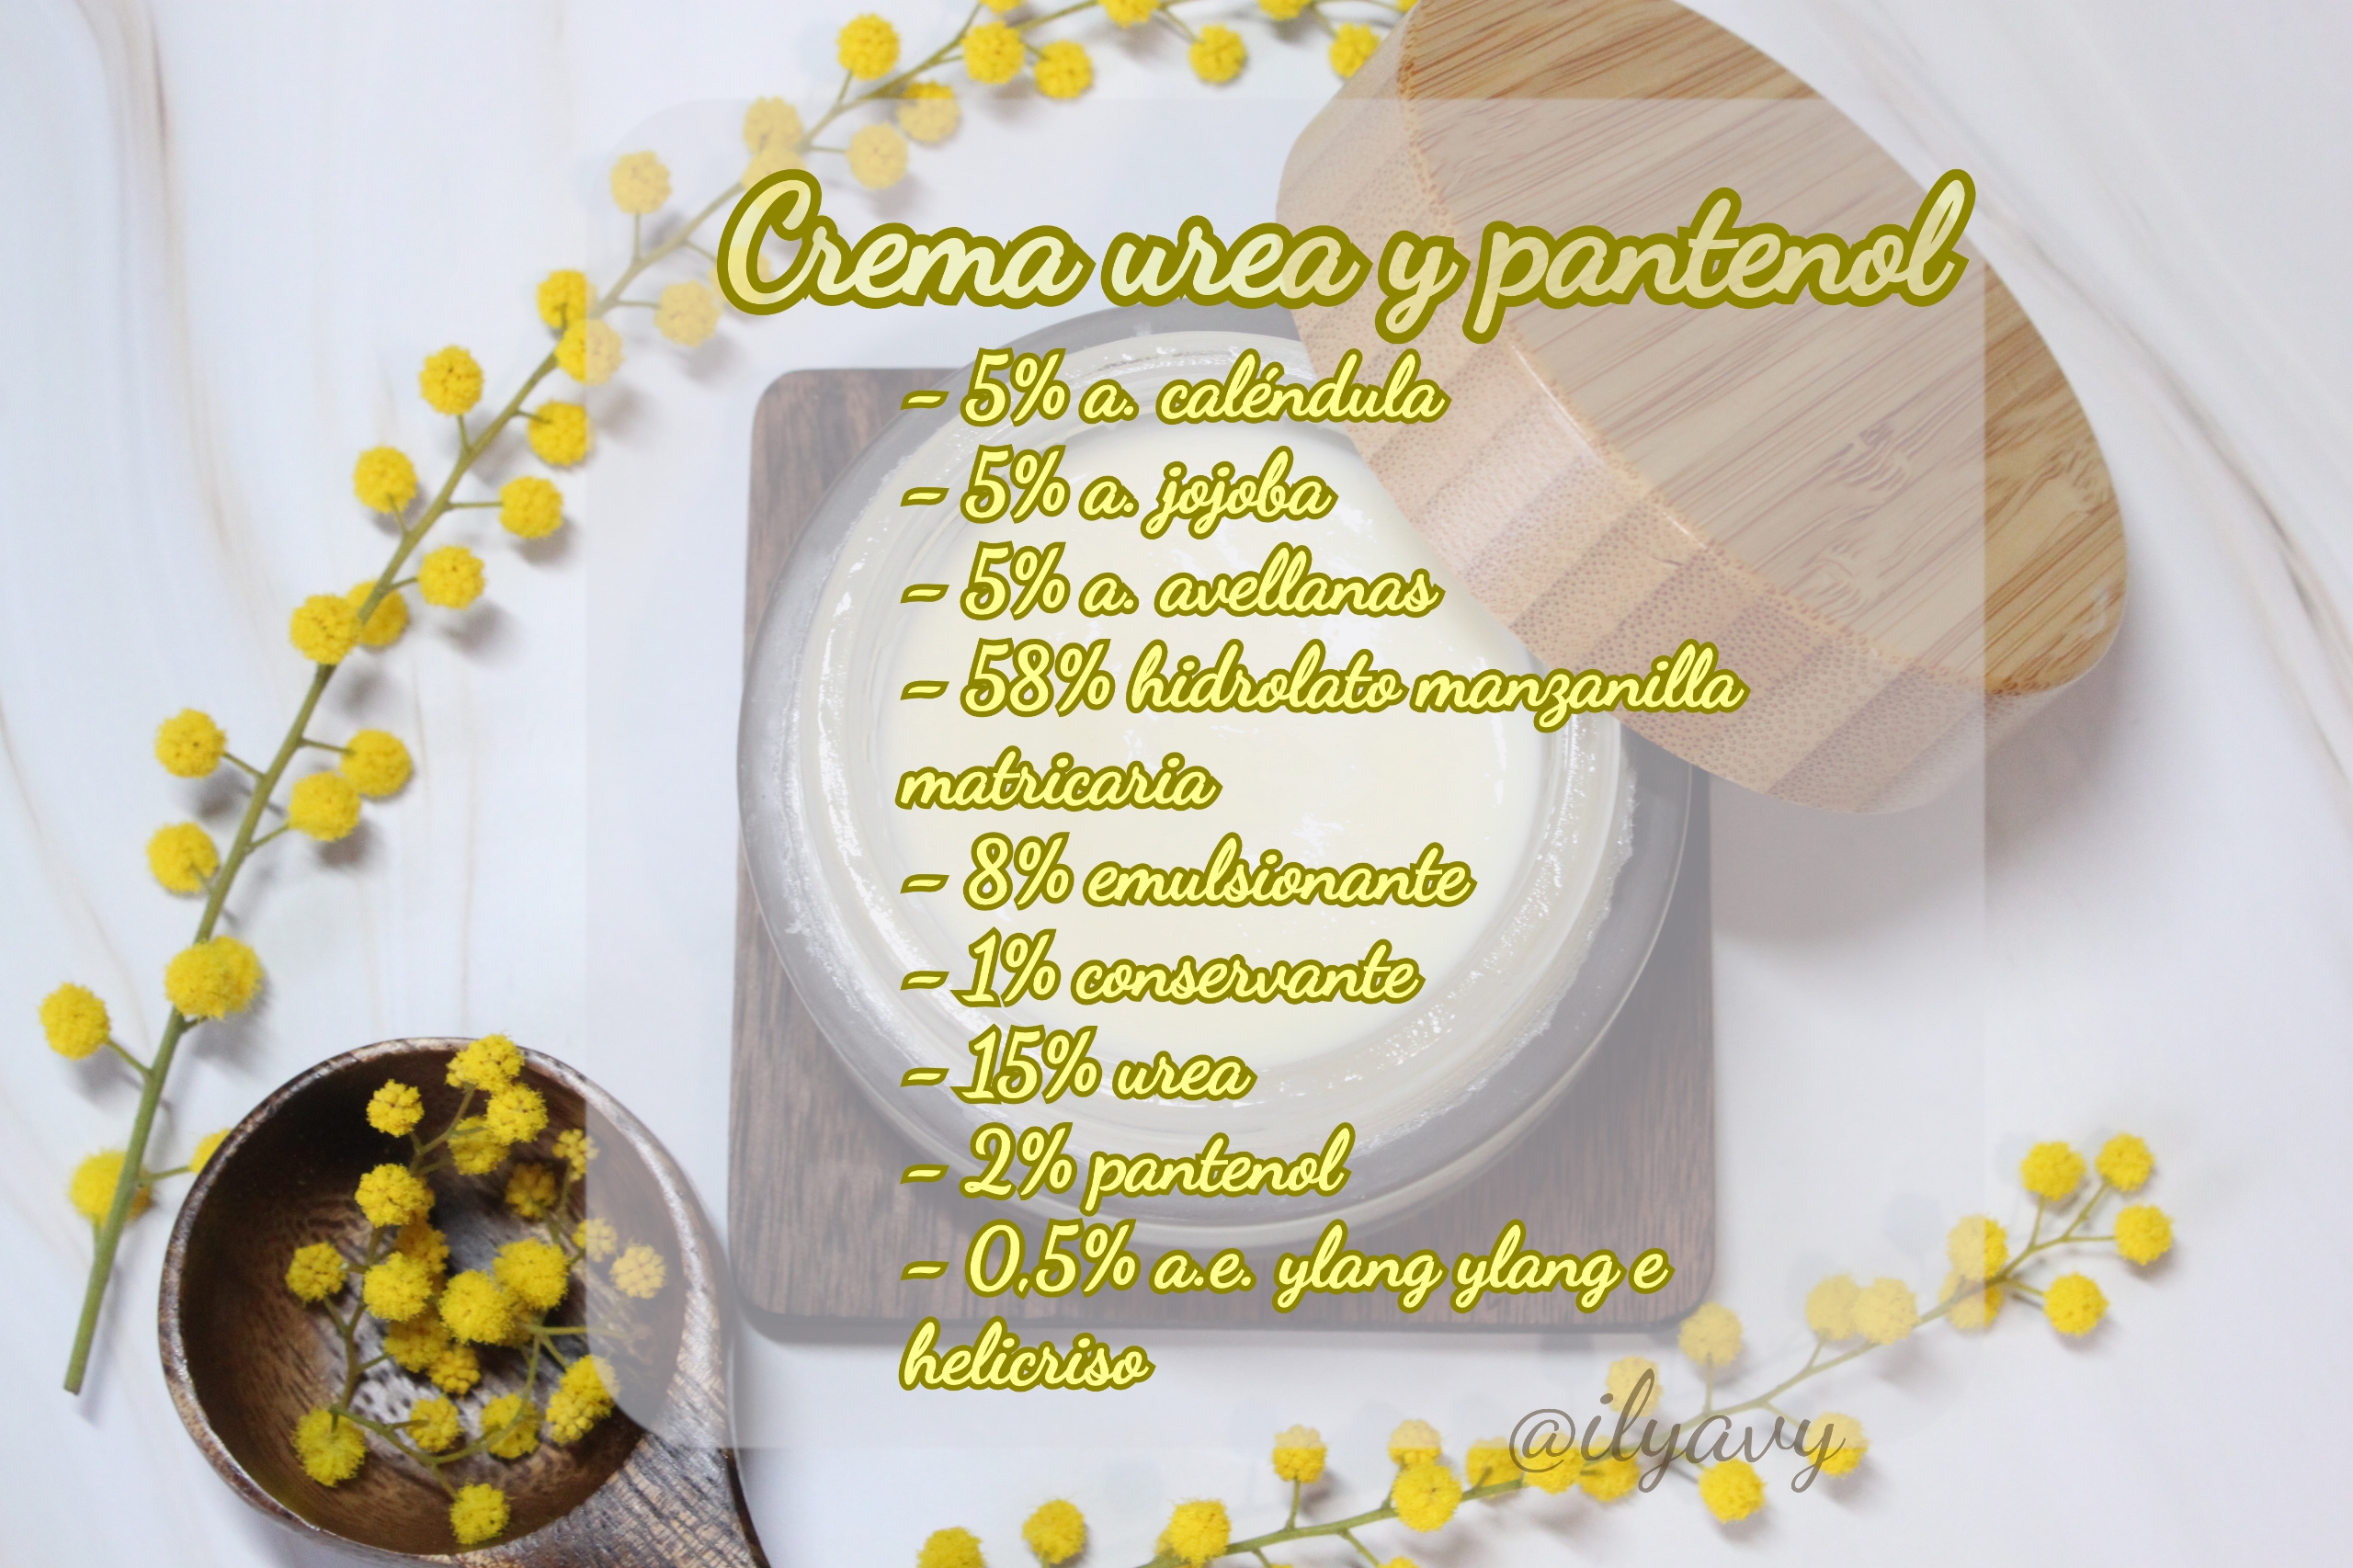 Crema urea y pantenol
- 5% a. caléndula
- 5% a. jojoba
- 5% a. avellanas
- 58% hidrolato manzanilla
matricaria
- 8% emulsionante
- 1% conservante
- 15% urea
- 2% pantenol
- 0,5% a.e. ylang ylang e
helicriso
@ilyavy